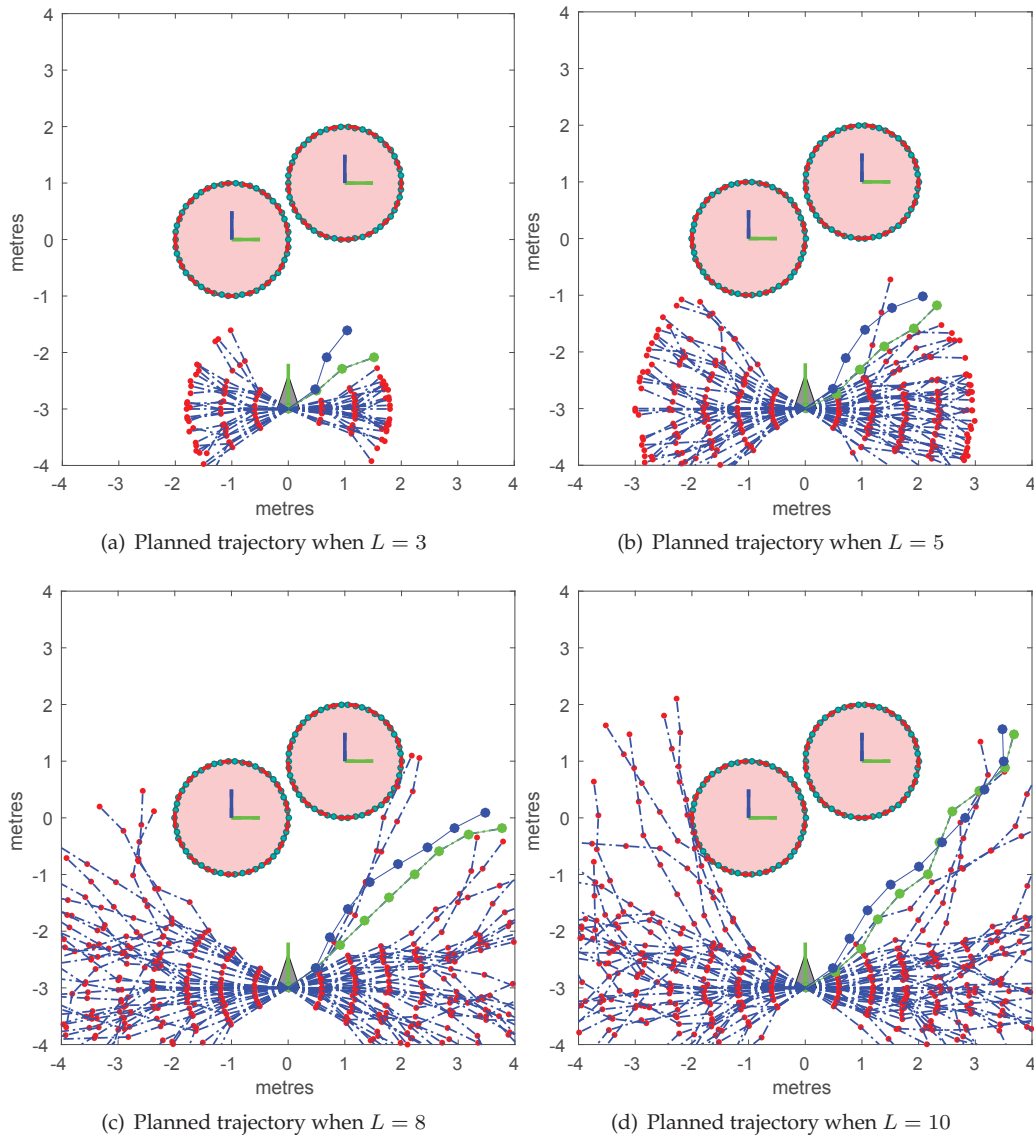 4
3
2
1
0
-1
-2
-3
-4
metres
-4 -3 -2 -1 0 1 2 3 4
metres
(a) Planned trajectory when L = 3
4
3
2
1
0
-1
-2
-3
-4
metres
-4 -3 -2 -1 0 1 2 3 4
metres
(b) Planned trajectory when L = 5
4
3
2
1
0
-1
-2
-3
-4
metres
-4 -3 -2 -1 0 1 2 3 4
metres
(c) Planned trajectory when L = 8
4
3
2
1
0
-1
-2
-3
-4
metres
-4 -3 -2 -1 0 1 2 3 4
metres
(d) Planned trajectory when L = 10